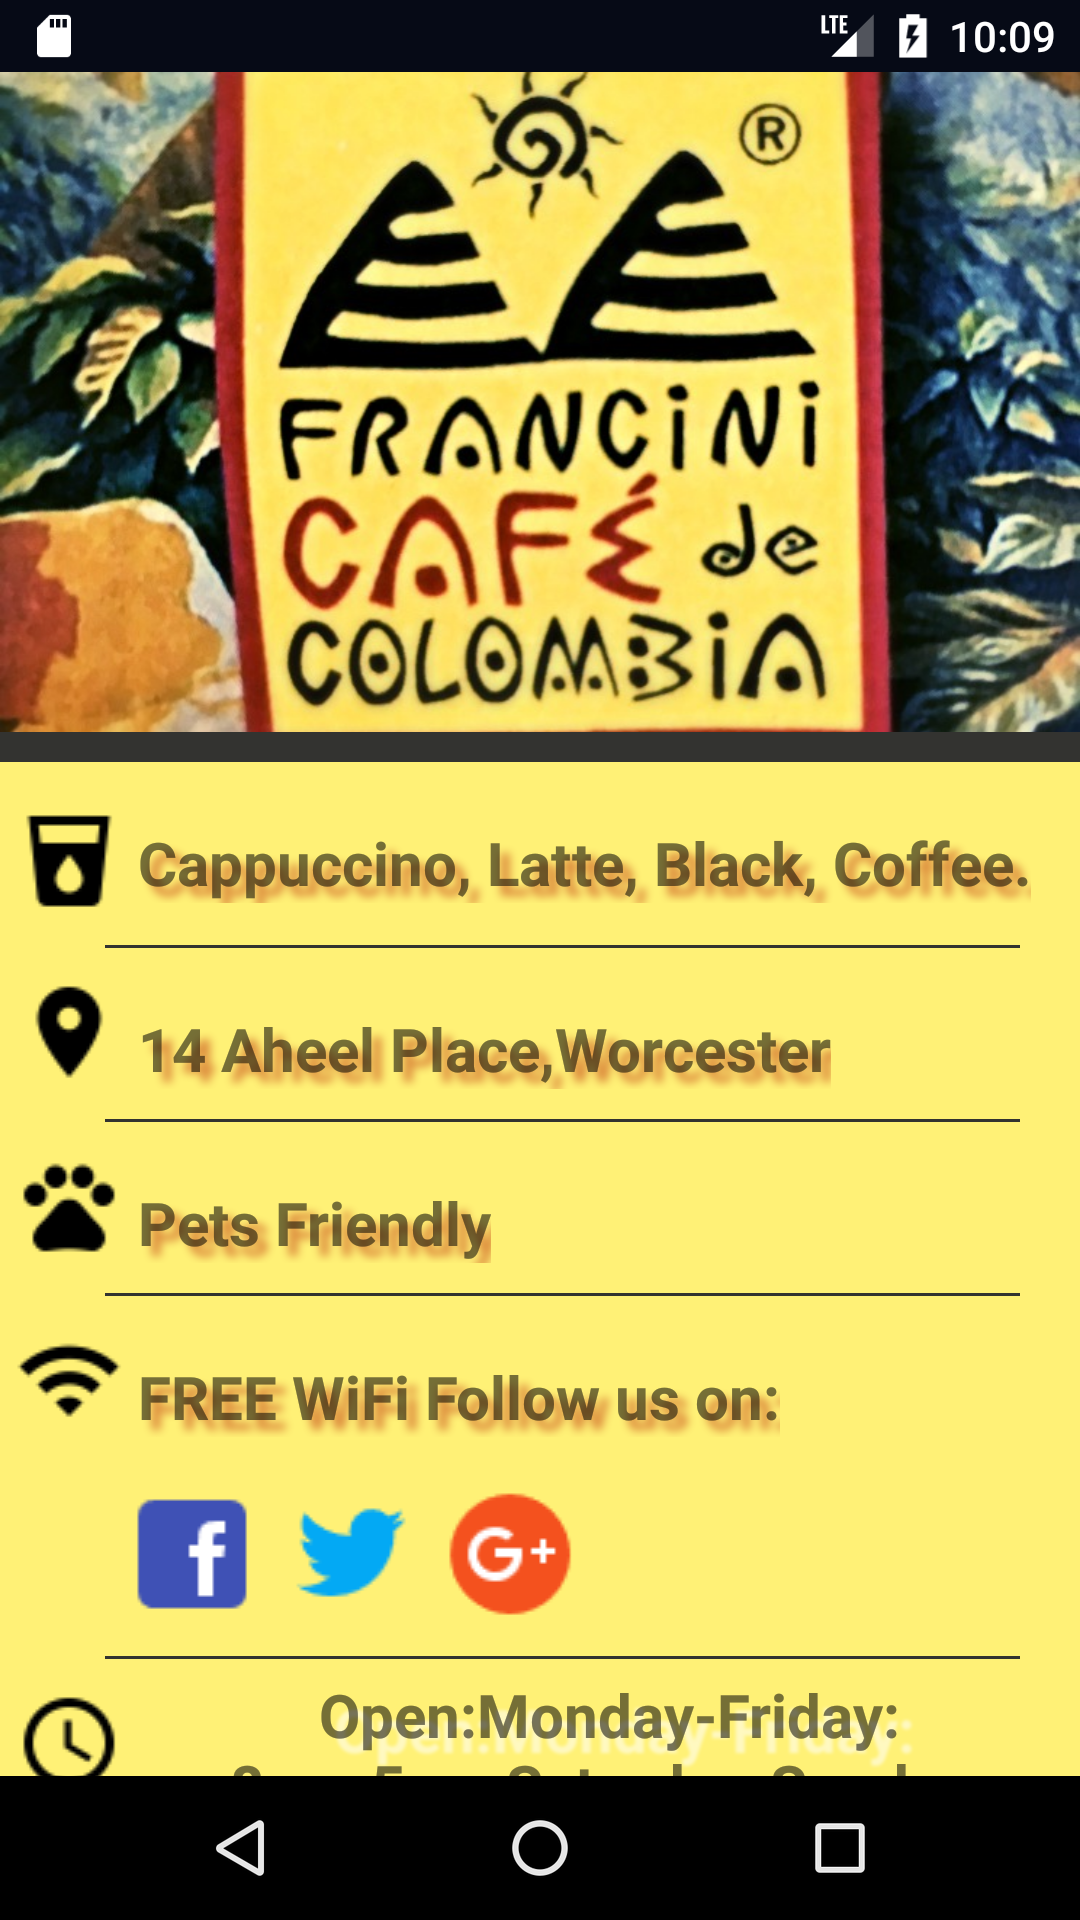 LTE 10:09
®
FRANCiNi
CAFÉ de
COLOMBiA
Cappuccino, Latte, Black, Coffee.
14 Aheel Place,Worcester
Pets Friendly
FREE WiFi Follow us on:
f G+
Open:Monday-Friday: